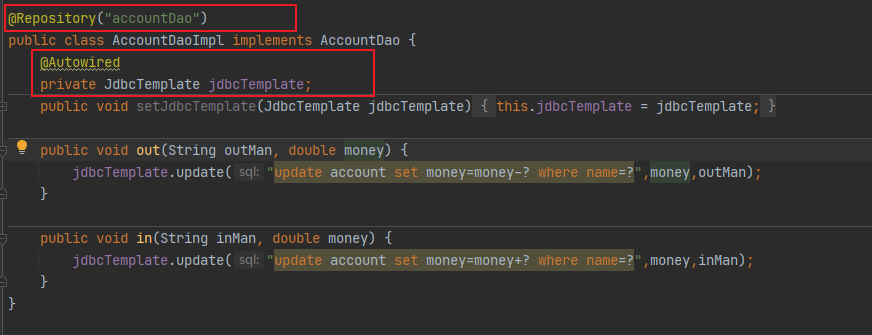 @Repository("accountDao")
public class AccountDaoImpl implements AccountDao {
@Autowired
private JdbcTemplate jdbcTemplate;
public void setJdbcTemplate(JdbcTemplate jdbcTemplate) { this.jdbcTemplate = jdbcTemplate; }
public void out(String outMan, double money) {
jdbcTemplate.update( sql: "update account set money=money-? where name=?",money,outMan);
}
public void in(String inMan, double money) {
jdbcTemplate.update( sql: "update account set money=money+? where name=?",money,inMan);
}
}